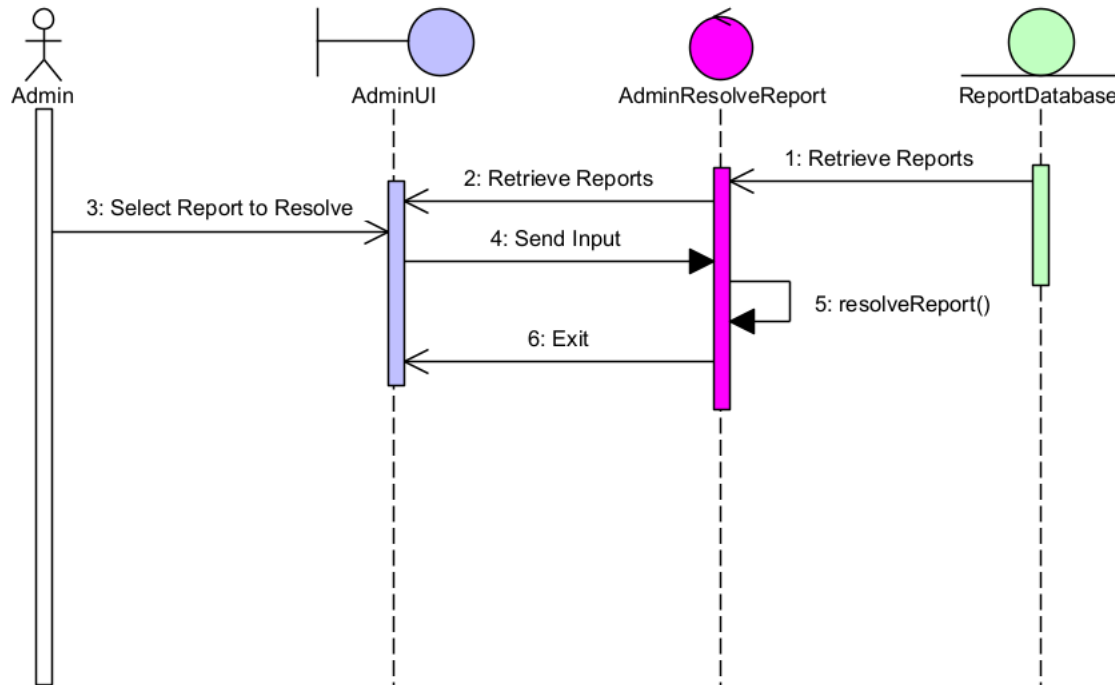 Admin
AdminUI
AdminResolveReport
ReportDatabase
1: Retrieve Reports
2: Retrieve Reports
3: Select Report to Resolve
4: Send Input
5: resolveReport()
6: Exit